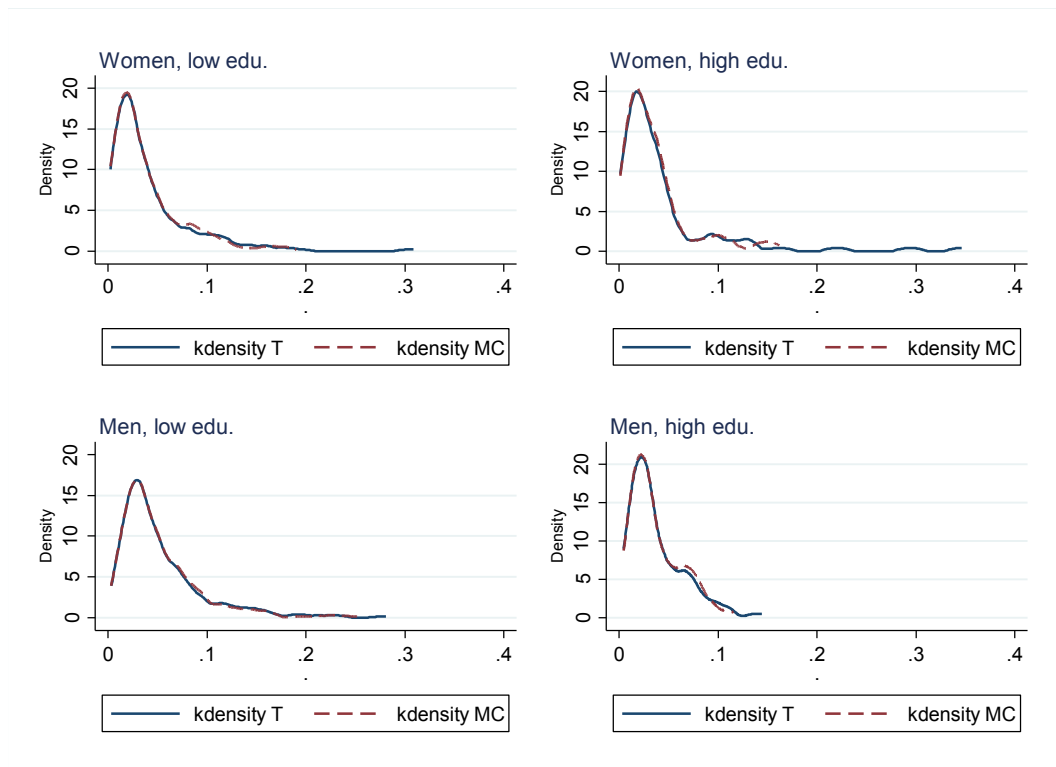 Women, low edu.
Density
20
15
10
5
0
0 .1 .2 .3 .4
.
kdensity T kdensity MC
Women, high edu.
Density
20
15
10
5
0
0 .1 .2 .3 .4
.
kdensity T kdensity MC
Men, low edu.
Density
20
15
10
5
0
0 .1 .2 .3 .4
.
kdensity T kdensity MC
Men, high edu.
Density
20
15
10
5
0
0 .1 .2 .3 .4
.
kdensity T kdensity MC